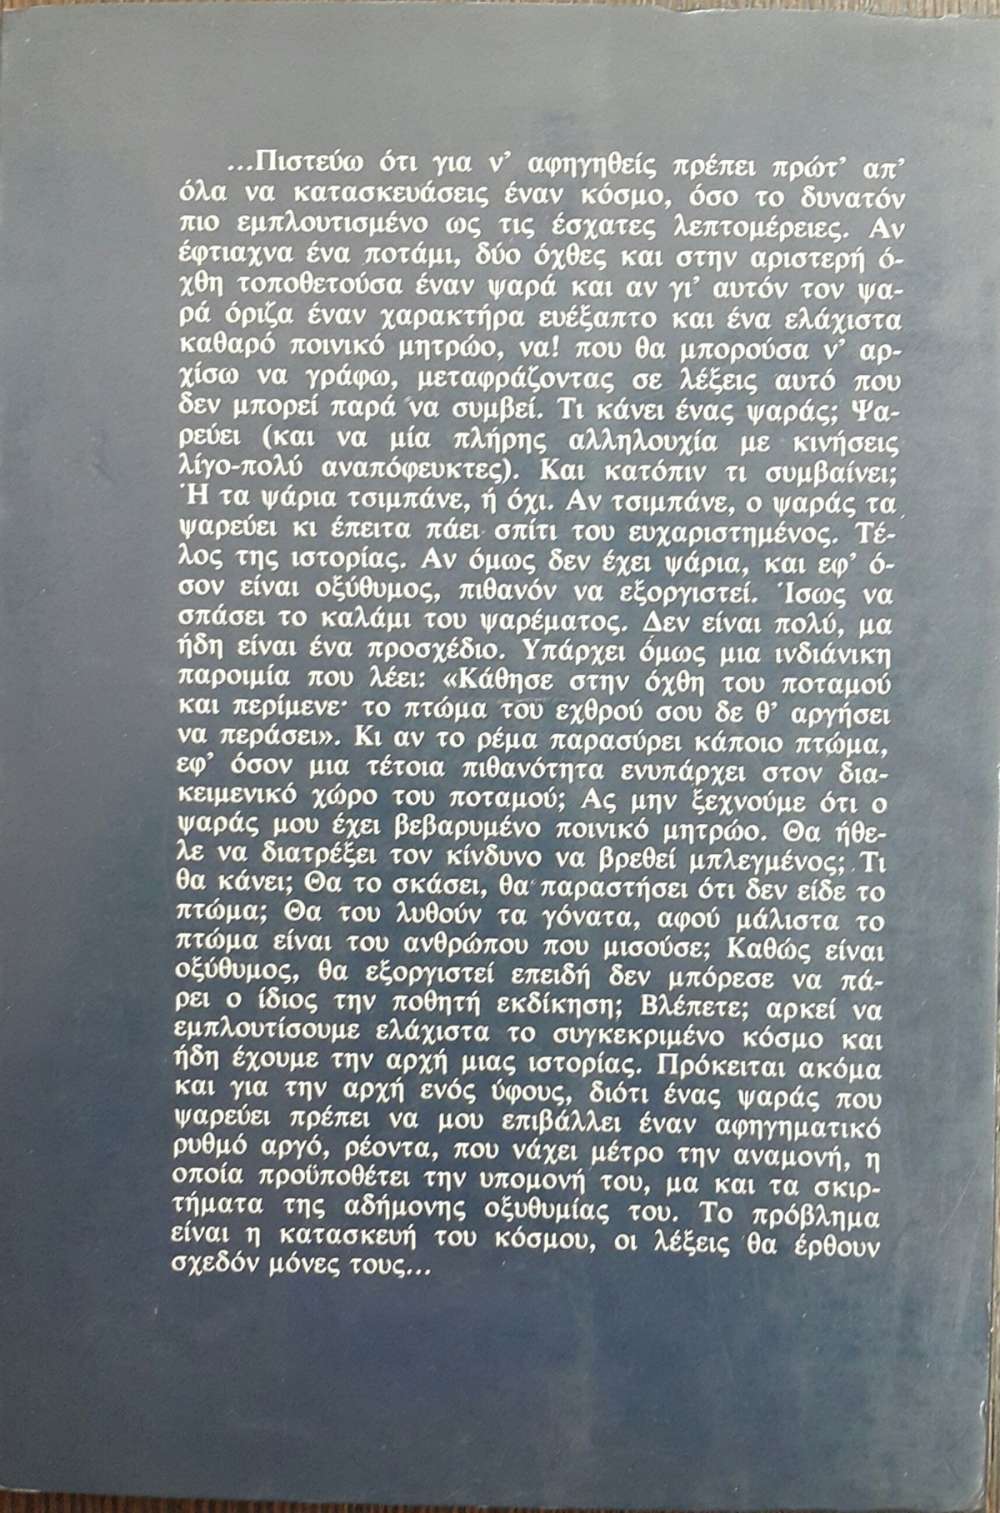 ...Πιστεύω ότι για ν' αφηγηθείς πρέπει πρώτ' απ'
όλα να κατασκευάσεις έναν κόσμο, όσο το δυνατόν
πιο εμπλουτισμένο ως τις έσχατες λεπτομέρειες. Αν
έφτιαχνα ένα ποτάμι, δύο όχθες και στην αριστερή ό-
χθη τοποθετούσα έναν ψαρά και αν γι' αυτόν τον ψα-
ρά όριζα έναν χαρακτήρα ευέξαπτο και ένα ελάχιστα
καθαρό ποινικό μητρώο, να! που θα μπορούσα ν' αρ-
χίσω να γράφω, μεταφράζοντας σε λέξεις αυτό που
δεν μπορεί παρά να συμβεί. Τι κάνει ένας ψαράς; Ψα-
ρεύει (και να μία πλήρης αλληλουχία με κινήσεις
λίγο-πολύ αναπόφευκτες). Και κατόπιν τι συμβαίνει;
Ή τα ψάρια τσιμπάνε, ή όχι. Αν τσιμπάνε, ο ψαράς τα
ψαρεύει κι έπειτα πάει σπίτι του ευχαριστημένος. Τέ-
λος της ιστορίας. Αν όμως δεν έχει ψάρια, και εφ' ό-
σον είναι οξύθυμος, πιθανόν να εξοργιστεί. Ίσως να
σπάσει το καλάμι του ψαρέματος. Δεν είναι πολύ, μα
ήδη είναι ένα προσχέδιο. Υπάρχει όμως μια ινδιάνικη
παροιμία που λέει: «Κάθησε στην όχθη του ποταμού
και περίμενε· το πτώμα του εχθρού σου δε θ' αργήσει
να περάσει». Κι αν το ρέμα παρασύρει κάποιο πτώμα,
εφ' όσον μια τέτοια πιθανότητα ενυπάρχει στον δια-
κειμενικό χώρο του ποταμού; Ας μην ξεχνούμε ότι ο
ψαράς μου έχει βεβαρυμένο ποινικό μητρώο. Θα ήθε-
λε να διατρέξει τον κίνδυνο να βρεθεί μπλεγμένος; Τι
θα κάνει; Θα το σκάσει, θα παραστήσει ότι δεν είδε το
πτώμα; Θα του λυθούν τα γόνατα, αφού μάλιστα το
πτώμα είναι του ανθρώπου που μισούσε; Καθώς είναι
οξύθυμος, θα εξοργιστεί επειδή δεν μπόρεσε να πά-
ρει ο ίδιος την ποθητή εκδίκηση; Βλέπετε; αρκεί να
εμπλουτίσουμε ελάχιστα το συγκεκριμένο κόσμο και
ήδη έχουμε την αρχή μιας ιστορίας. Πρόκειται ακόμα
και για την αρχή ενός ύφους, διότι ένας ψαράς που
ψαρεύει πρέπει να μου επιβάλλει έναν αφηγηματικό
ρυθμό αργό, ρέοντα, που νάχει μέτρο την αναμονή, η
οποία προϋποθέτει την υπομονή του, μα και τα σκιρ-
τήματα της αδήμονης οξυθυμίας του. Το πρόβλημα
είναι η κατασκευή του κόσμου, οι λέξεις θα έρθουν
σχεδόν μόνες τους...